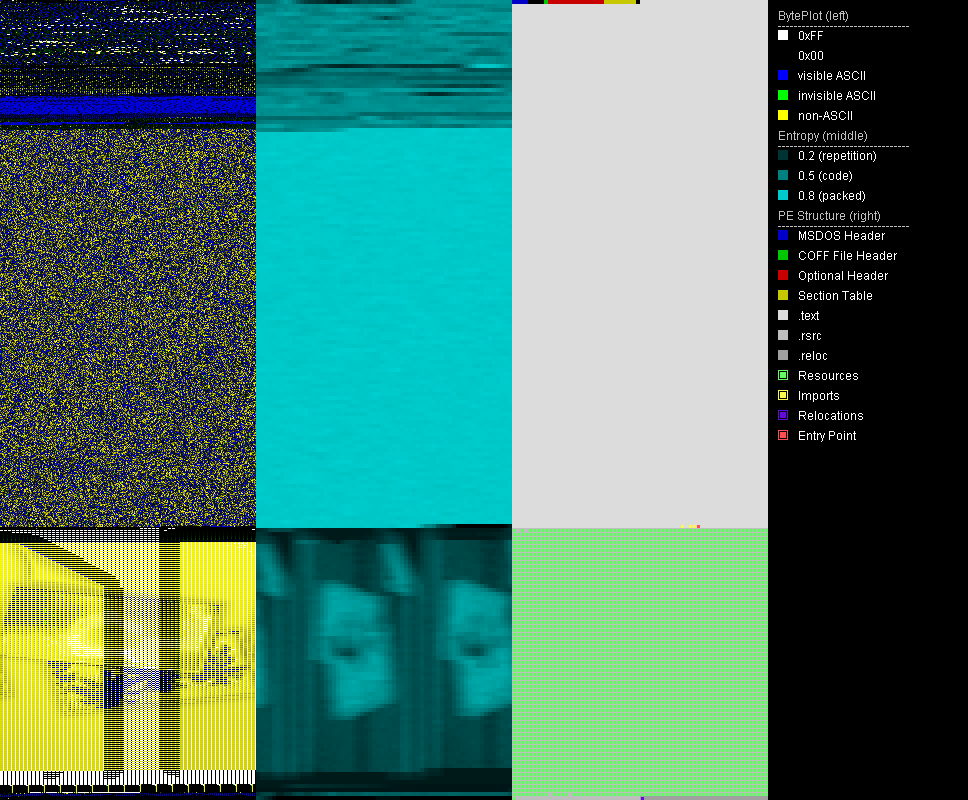 BytePlot (left)
0xFF
0x00
visible ASCII
invisible ASCII
non-ASCII
Entropy (middle)
0.2 (repetition)
0.5 (code)
0.8 (packed)
PE Structure (right)
MSDOS Header
COFF File Header
Optional Header
Section Table
.text
.rsrc
.reloc
Resources
Imports
Relocations
Entry Point